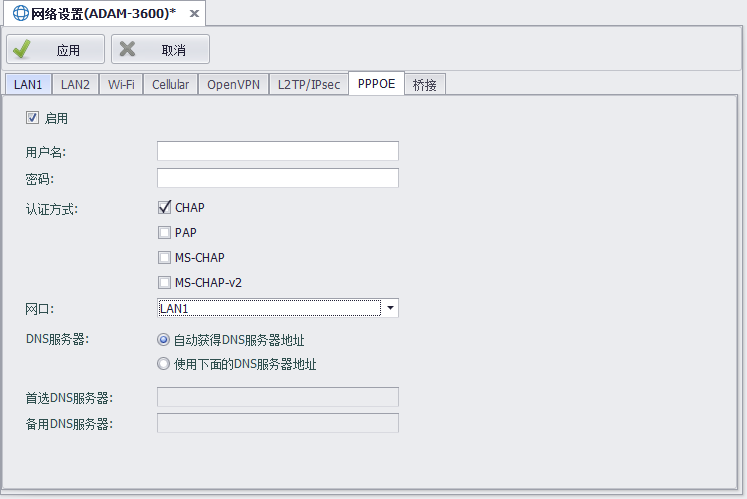 网络设置(ADAM-3600)*
应用 取消
LAN1 LAN2 Wi-Fi Cellular OpenVPN L2TP/IPsec PPPOE 桥接
启用
用户名:
密码:
认证方式: CHAP
PAP
MS-CHAP
MS-CHAP-v2
网口: LAN1
DNS服务器: 自动获得DNS服务器地址
使用下面的DNS服务器地址
首选DNS服务器:
备用DNS服务器: